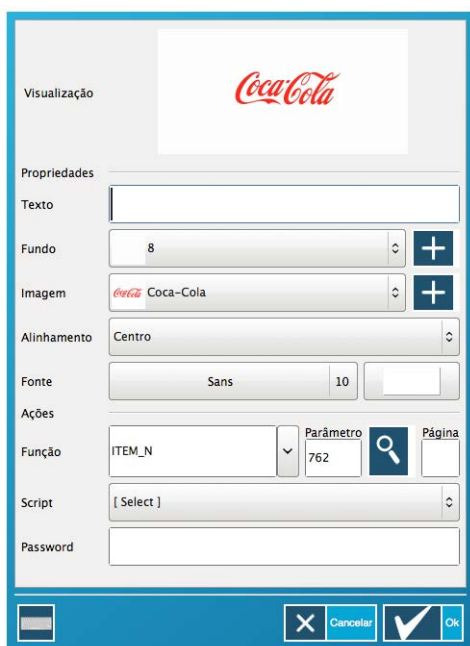 Coca-Cola
Visualização
Propriedades
Texto
Fundo 8
Imagem Coca-Cola Coca-Cola
Alinhamento Centro
Fonte Sans 10
Ações
Parâmetro Página
Função ITEM_N 762
Script [ Select ]
Password
Cancelar Ok